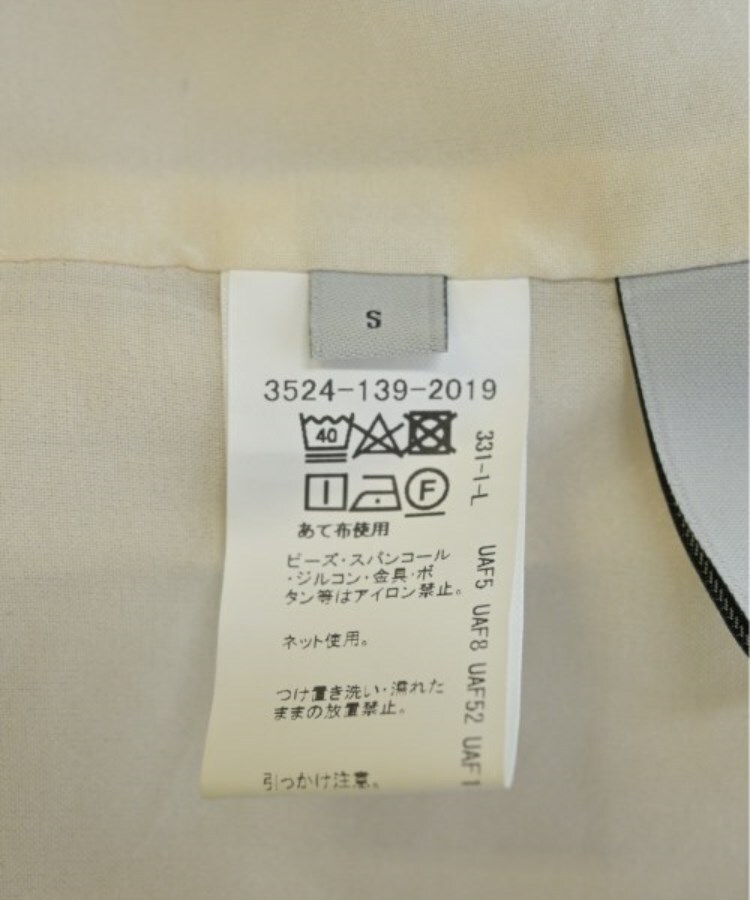 S
3524-139-2019
40
F
あて布使用
ビーズ・スパンコール
・ジルコン・金具・ボ
タン等はアイロン禁止。
ネット使用。
つけ置き洗い・濡れた
ままの放置禁止。
引っかけ注意。
331-1-L UAF5 UAF8 UAF52 UAF1